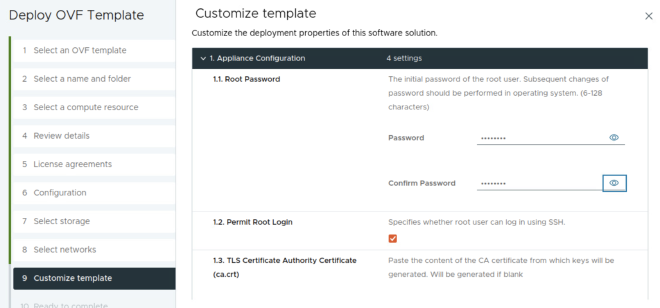 Deploy OVF Template
1 Select an OVF template
2 Select a name and folder
3 Select a compute resource
4 Review details
5 License agreements
6 Configuration
7 Select storage
8 Select networks
9 Customize template
10 Ready to complete
Customize template
Customize the deployment properties of this software solution.
1. Appliance Configuration
4 settings
1.1. Root Password
The initial password of the root user. Subsequent changes of
password should be performed in operating system. (6-128
characters)
Password
••••••••
Confirm Password
••••••••
1.2. Permit Root Login
Specifies whether root user can log in using SSH.
1.3. TLS Certificate Authority Certificate
(ca.crt)
Paste the content of the CA certificate from which keys will be
generated. Will be generated if blank